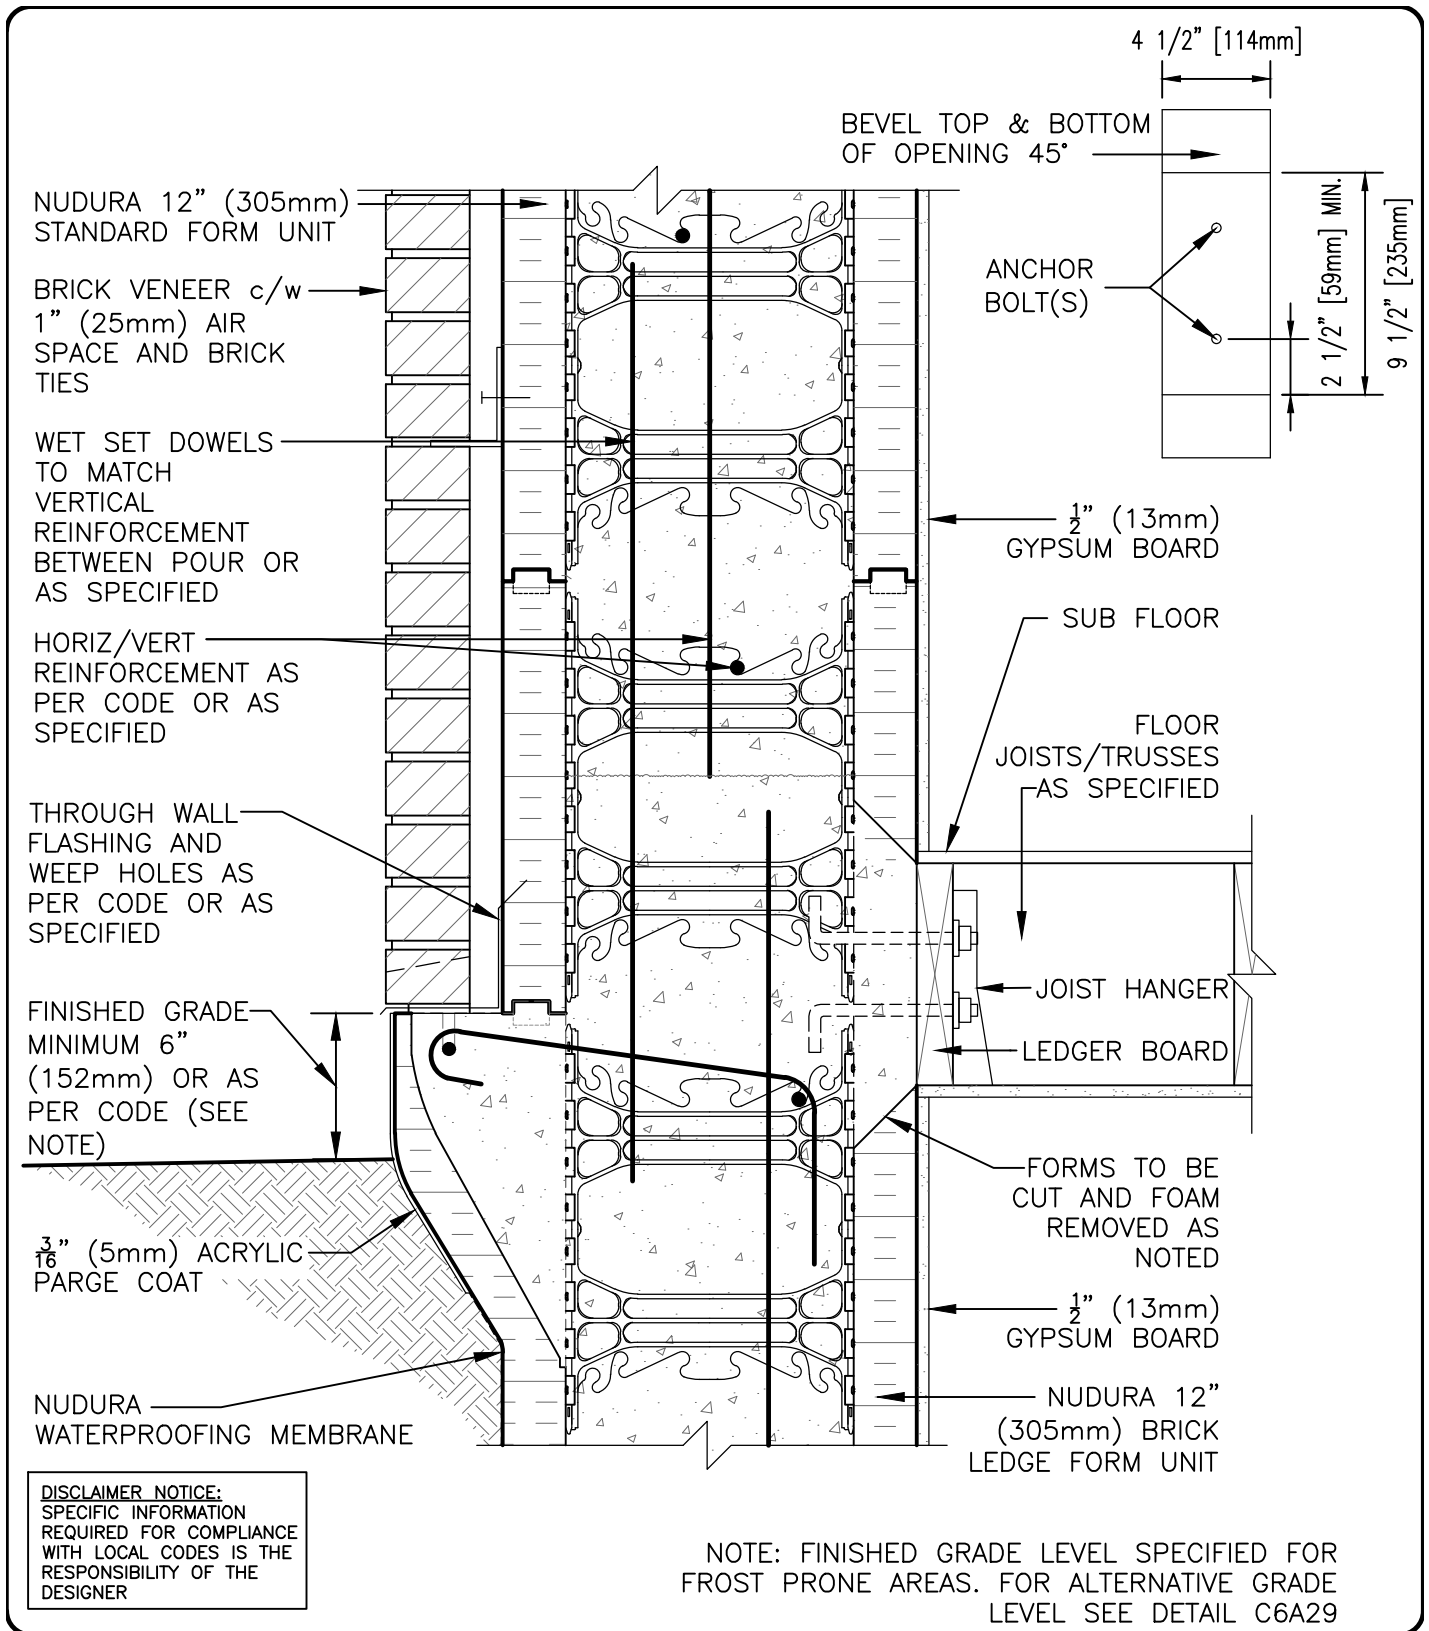 4 1/2" [114mm]
BEVEL TOP & BOTTOM
OF OPENING 45°
ANCHOR
BOLT(S)
2 1/2" [59mm] MIN.
9 1/2" [235mm]
NUDURA 12" (305mm)
STANDARD FORM UNIT
BRICK VENEER c/w
1" (25mm) AIR
SPACE AND BRICK
TIES
WET SET DOWELS
TO MATCH
VERTICAL
REINFORCEMENT
BETWEEN POUR OR
AS SPECIFIED
HORIZ/VERT
REINFORCEMENT AS
PER CODE OR AS
SPECIFIED
THROUGH WALL
FLASHING AND
WEEP HOLES AS
PER CODE OR AS
SPECIFIED
FINISHED GRADE
MINIMUM 6"
(152mm) OR AS
PER CODE (SEE
NOTE)
3/16" (5mm) ACRYLIC
PARGE COAT
NUDURA
WATERPROOFING MEMBRANE
1/2" (13mm)
GYPSUM BOARD
SUB FLOOR
FLOOR
JOISTS/TRUSSES
AS SPECIFIED
JOIST HANGER
LEDGER BOARD
FORMS TO BE
CUT AND FOAM
REMOVED AS
NOTED
1/2" (13mm)
GYPSUM BOARD
NUDURA 12"
(305mm) BRICK
LEDGE FORM UNIT
DISCLAIMER NOTICE:
SPECIFIC INFORMATION
REQUIRED FOR COMPLIANCE
WITH LOCAL CODES IS THE
RESPONSIBILITY OF THE
DESIGNER
NOTE: FINISHED GRADE LEVEL SPECIFIED FOR
FROST PRONE AREAS. FOR ALTERNATIVE GRADE
LEVEL SEE DETAIL C6A29